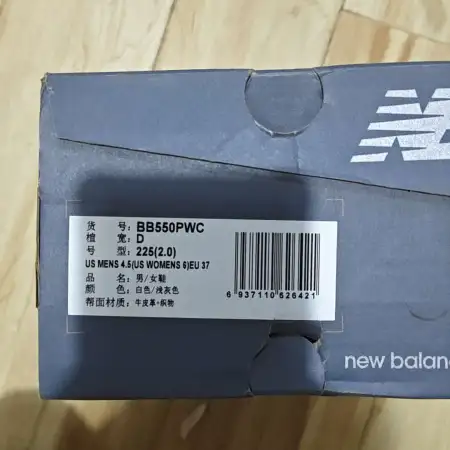 货 号: BB550PWC
楦 宽: D
号 型: 225(2.0)
US MENS 4.5(US WOMENS 6)EU 37
品 名: 男/女鞋
颜 色: 白色/浅灰色
帮面材质: 牛皮革+织物
6 937110 626421
new balan